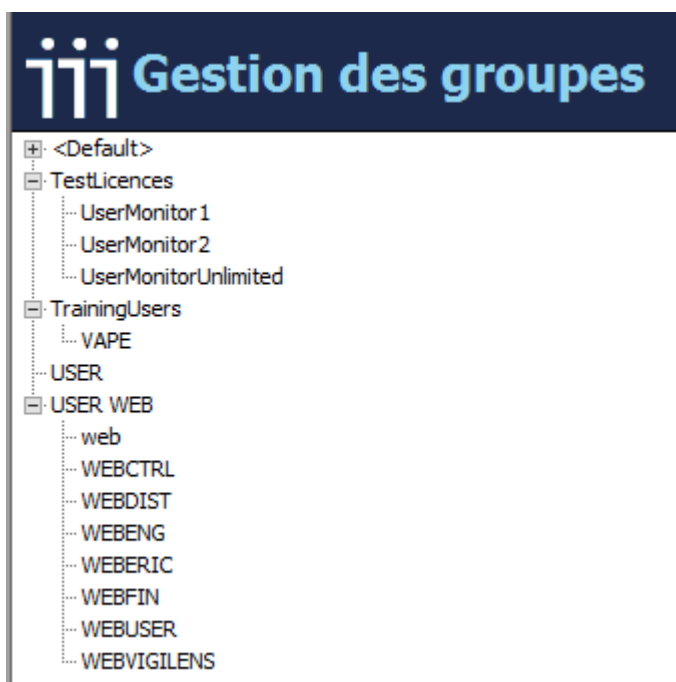 Gestion des groupes
<Default>
TestLicences
UserMonitor1
UserMonitor2
UserMonitorUnlimited
TrainingUsers
VAPE
USER
USER WEB
web
WEBCTRL
WEBDIST
WEBENG
WEBERIC
WEBFIN
WEBUSER
WEBVIGILENS